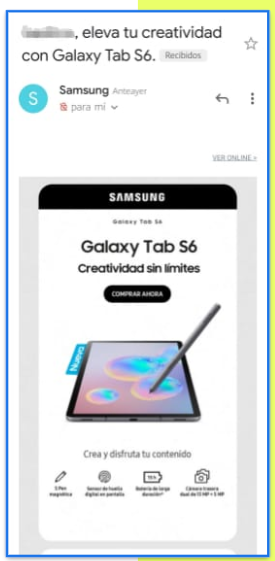 , eleva tu creatividad
con Galaxy Tab S6. Recibidos
S
Samsung Anteayer
para mí
VER ONLINE »
SAMSUNG
Galaxy Tab S6
Galaxy Tab S6
Creatividad sin límites
COMPRAR AHORA
Nuevo
Crea y disfruta tu contenido
S Pen
magnético
Sensor de huella
digital en pantalla
Batería de larga
duración*
Cámara trasera
dual de 13 MP + 5 MP